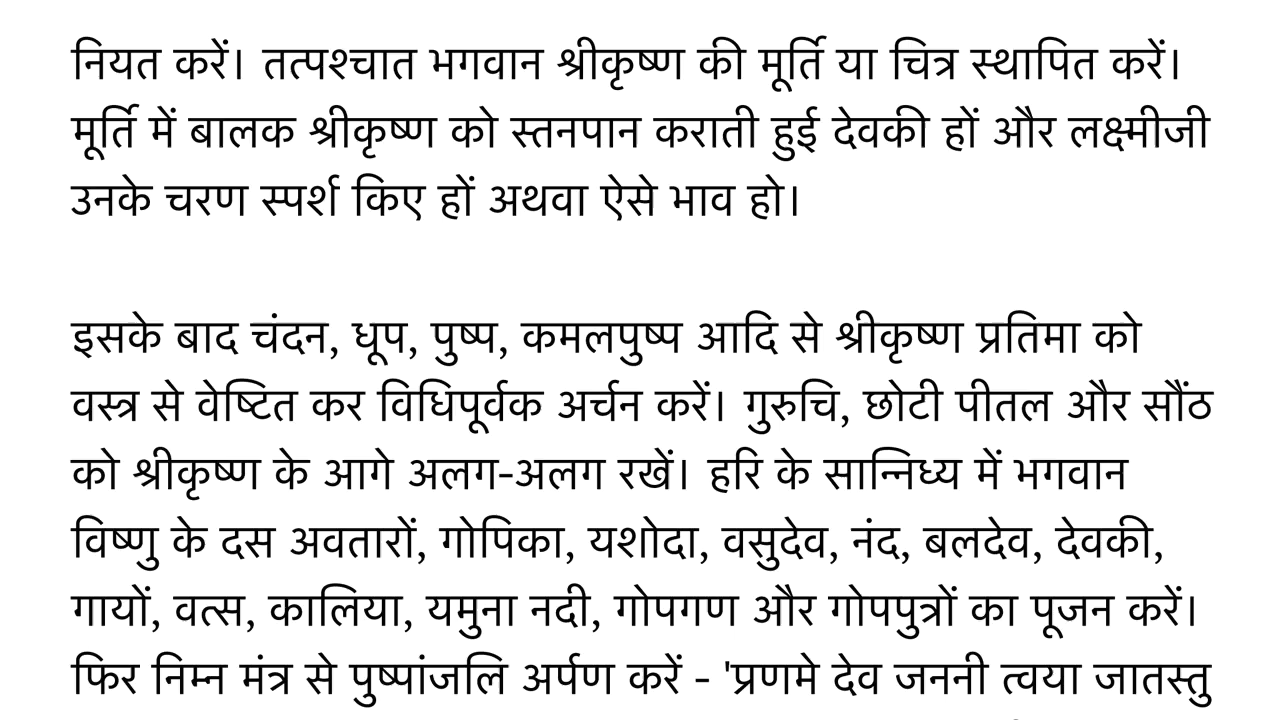 नियत करें। तत्पश्चात भगवान श्रीकृष्ण की मूर्ति या चित्र स्थापित करें।
मूर्ति में बालक श्रीकृष्ण को स्तनपान कराती हुई देवकी हों और लक्ष्मीजी
उनके चरण स्पर्श किए हों अथवा ऐसे भाव हो।
इसके बाद चंदन, धूप, पुष्प, कमलपुष्प आदि से श्रीकृष्ण प्रतिमा को
वस्त्र से वेष्टित कर विधिपूर्वक अर्चन करें। गुरुचि, छोटी पीतल और सौंठ
को श्रीकृष्ण के आगे अलग-अलग रखें। हरि के सान्निध्य में भगवान
विष्णु के दस अवतारों, गोपिका, यशोदा, वसुदेव, नंद, बलदेव, देवकी,
गायों, वत्स, कालिया, यमुना नदी, गोपगण और गोपपुत्रों का पूजन करें।
फिर निम्न मंत्र से पुष्पांजलि अर्पण करें - 'प्रणमे देव जननी त्वया जातस्तु